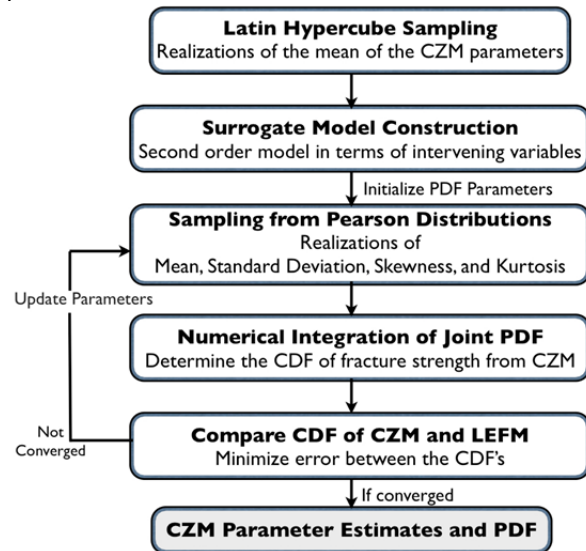 Latin Hypercube Sampling
Realizations of the mean of the CZM parameters
Surrogate Model Construction
Second order model in terms of intervening variables
Initialize PDF Parameters
Sampling from Pearson Distributions
Realizations of
Mean, Standard Deviation, Skewness, and Kurtosis
Update Parameters
Numerical Integration of Joint PDF
Determine the CDF of fracture strength from CZM
Not
Converged
Compare CDF of CZM and LEFM
Minimize error between the CDF's
If converged
CZM Parameter Estimates and PDF